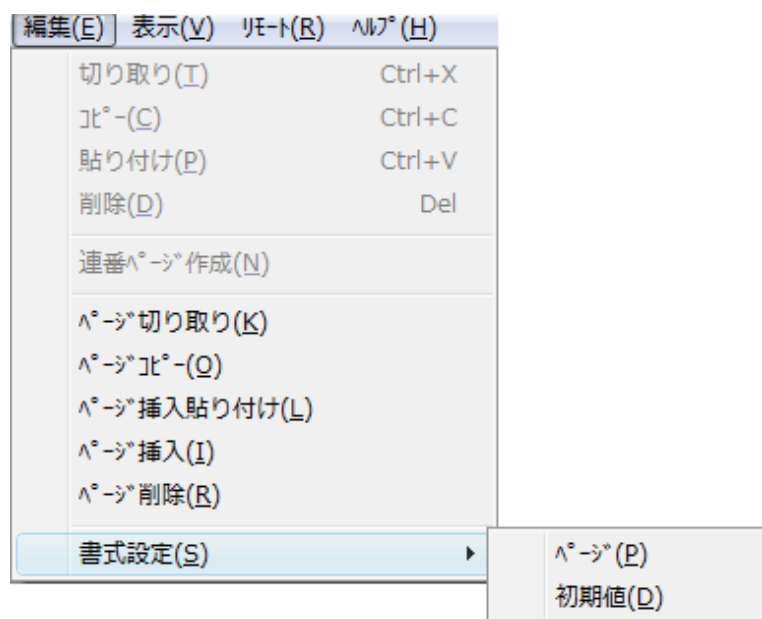 編集(E) 表示(V) ﾘﾓｰﾄ(R) ﾍﾙﾌﾟ(H)
切り取り(T) Ctrl+X
ｺﾋﾟｰ(C) Ctrl+C
貼り付け(P) Ctrl+V
削除(D) Del
連番ﾍﾟｰｼﾞ作成(N)
ﾍﾟｰｼﾞ切り取り(K)
ﾍﾟｰｼﾞｺﾋﾟｰ(O)
ﾍﾟｰｼﾞ挿入貼り付け(L)
ﾍﾟｰｼﾞ挿入(I)
ﾍﾟｰｼﾞ削除(R)
書式設定(S)
ﾍﾟｰｼﾞ(P)
初期値(D)